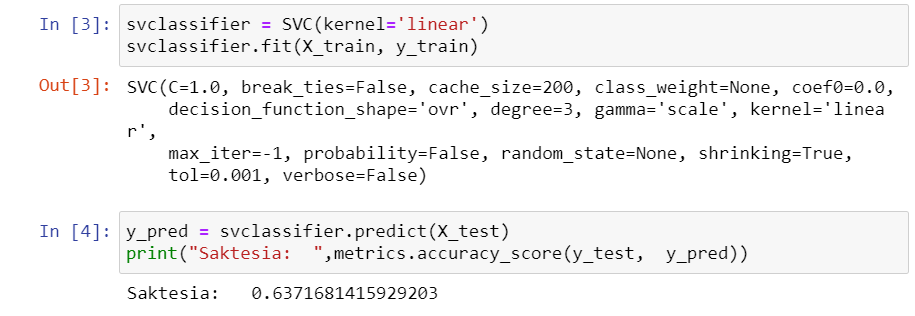 In [3]: svclassifier = SVC(kernel='linear')
svclassifier.fit(X_train, y_train)
Out[3]: SVC(C=1.0, break_ties=False, cache_size=200, class_weight=None, coef0=0.0,
decision_function_shape='ovr', degree=3, gamma='scale', kernel='linea
r',
max_iter=-1, probability=False, random_state=None, shrinking=True,
tol=0.001, verbose=False)
In [4]: y_pred = svclassifier.predict(X_test)
print("Saktesia:  ",metrics.accuracy_score(y_test,  y_pred))
Saktesia:   0.6371681415929203